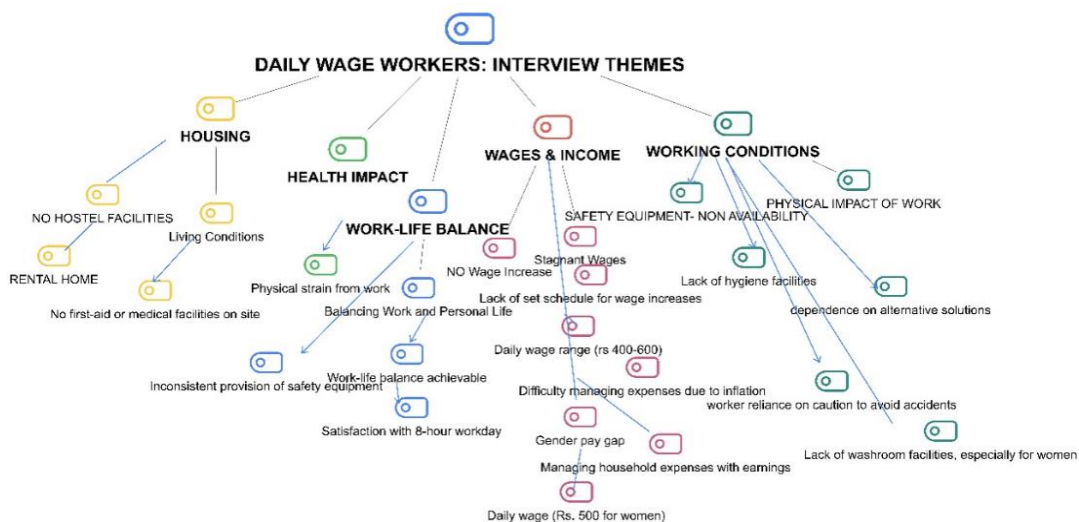 DAILY WAGE WORKERS: INTERVIEW THEMES
HOUSING
HEALTH IMPACT
WORK-LIFE BALANCE
WAGES & INCOME
WORKING CONDITIONS
NO HOSTEL FACILITIES
Living Conditions
RENTAL HOME
No first-aid or medical facilities on site
Physical strain from work
Balancing Work and Personal Life
Inconsistent provision of safety equipment
Work-life balance achievable
Satisfaction with 8-hour workday
NO Wage Increase
Stagnant Wages
Lack of set schedule for wage increases
Daily wage range (rs 400-600)
Difficulty managing expenses due to inflation
Gender pay gap
Managing household expenses with earnings
Daily wage (Rs. 500 for women)
SAFETY EQUIPMENT- NON AVAILABILITY
PHYSICAL IMPACT OF WORK
Lack of hygiene facilities
dependence on alternative solutions
worker reliance on caution to avoid accidents
Lack of washroom facilities, especially for women